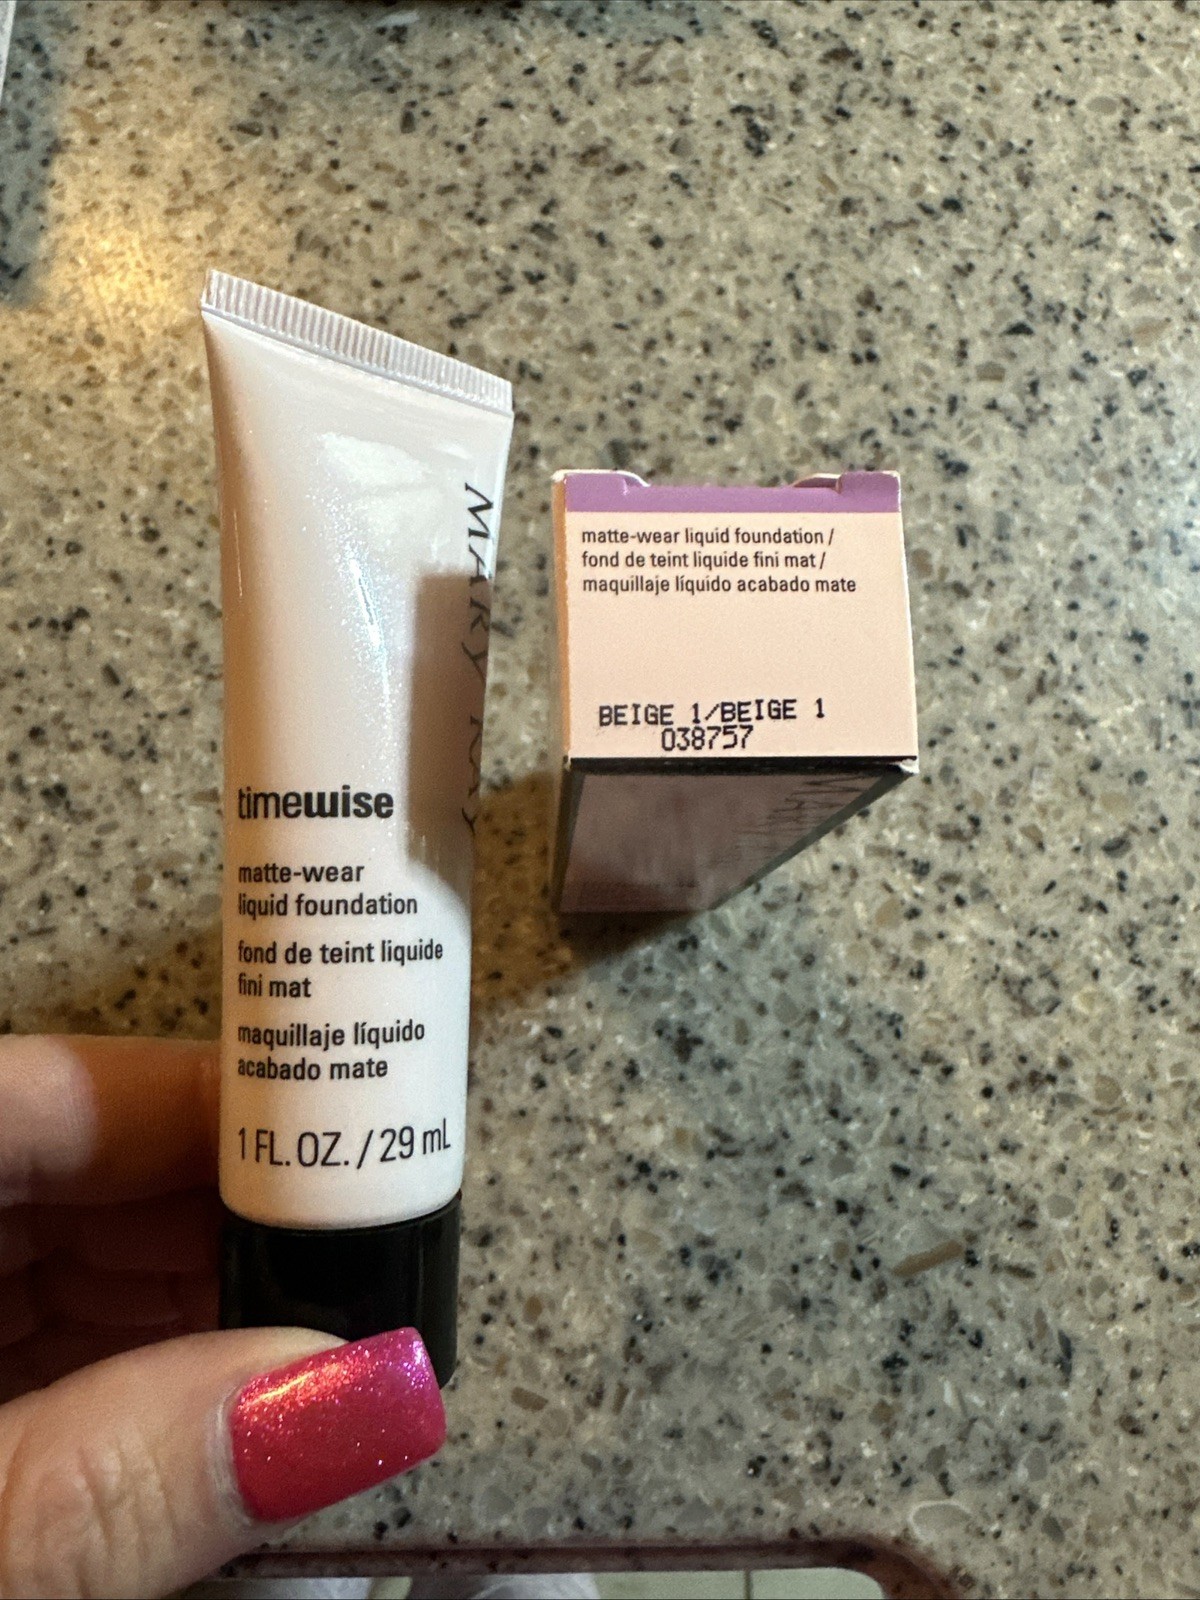 MARY KAY
timewise
matte-wear
liquid foundation
fond de teint liquide
fini mat
maquillaje líquido
acabado mate
1 FL. OZ. / 29 mL
matte-wear liquid foundation /
fond de teint liquide fini mat /
maquillaje líquido acabado mate
BEIGE 1/BEIGE 1
038757